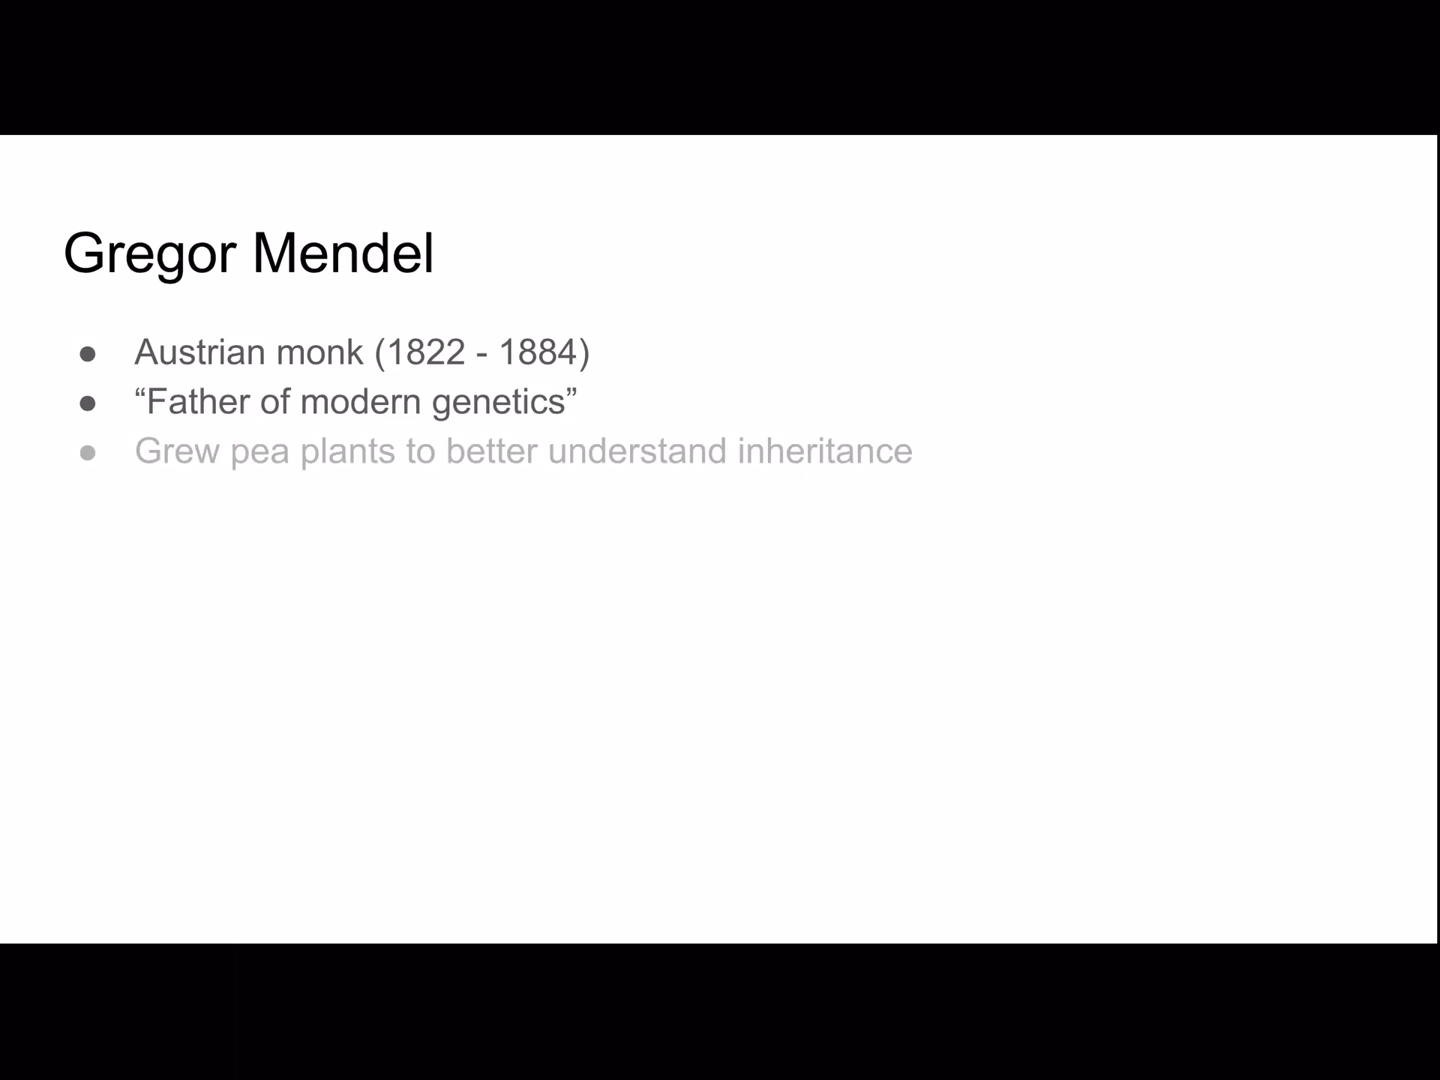 Gregor Mendel
● Austrian monk (1822 - 1884)
● “Father of modern genetics”
● Grew pea plants to better understand inheritance